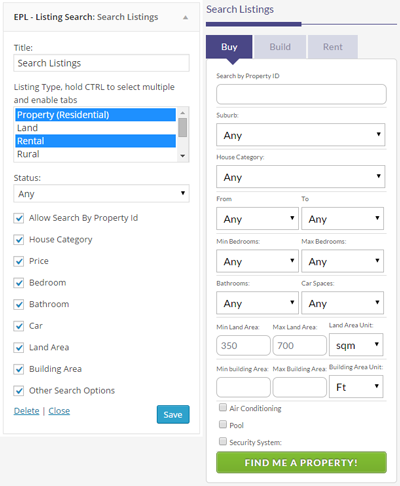 EPL - Listing Search: Search Listings
Title:
Search Listings
Listing Type, hold CTRL to select multiple
and enable tabs
Property (Residential)
Land
Rental
Rural
Status:
Any
Allow Search By Property Id
House Category
Price
Bedroom
Bathroom
Car
Land Area
Building Area
Other Search Options
Delete | Close
Save
Search Listings
Buy Build Rent
Search by Property ID
Suburb:
Any
House Category:
Any
From To
Any Any
Min Bedrooms: Max Bedrooms:
Any Any
Bathrooms: Car Spaces:
Any Any
Min Land Area: Max Land Area: Land Area Unit:
350 700 sqm
Min building Area: Max Building Area: Building Area Unit:
Ft
Air Conditioning
Pool
Security System:
FIND ME A PROPERTY!